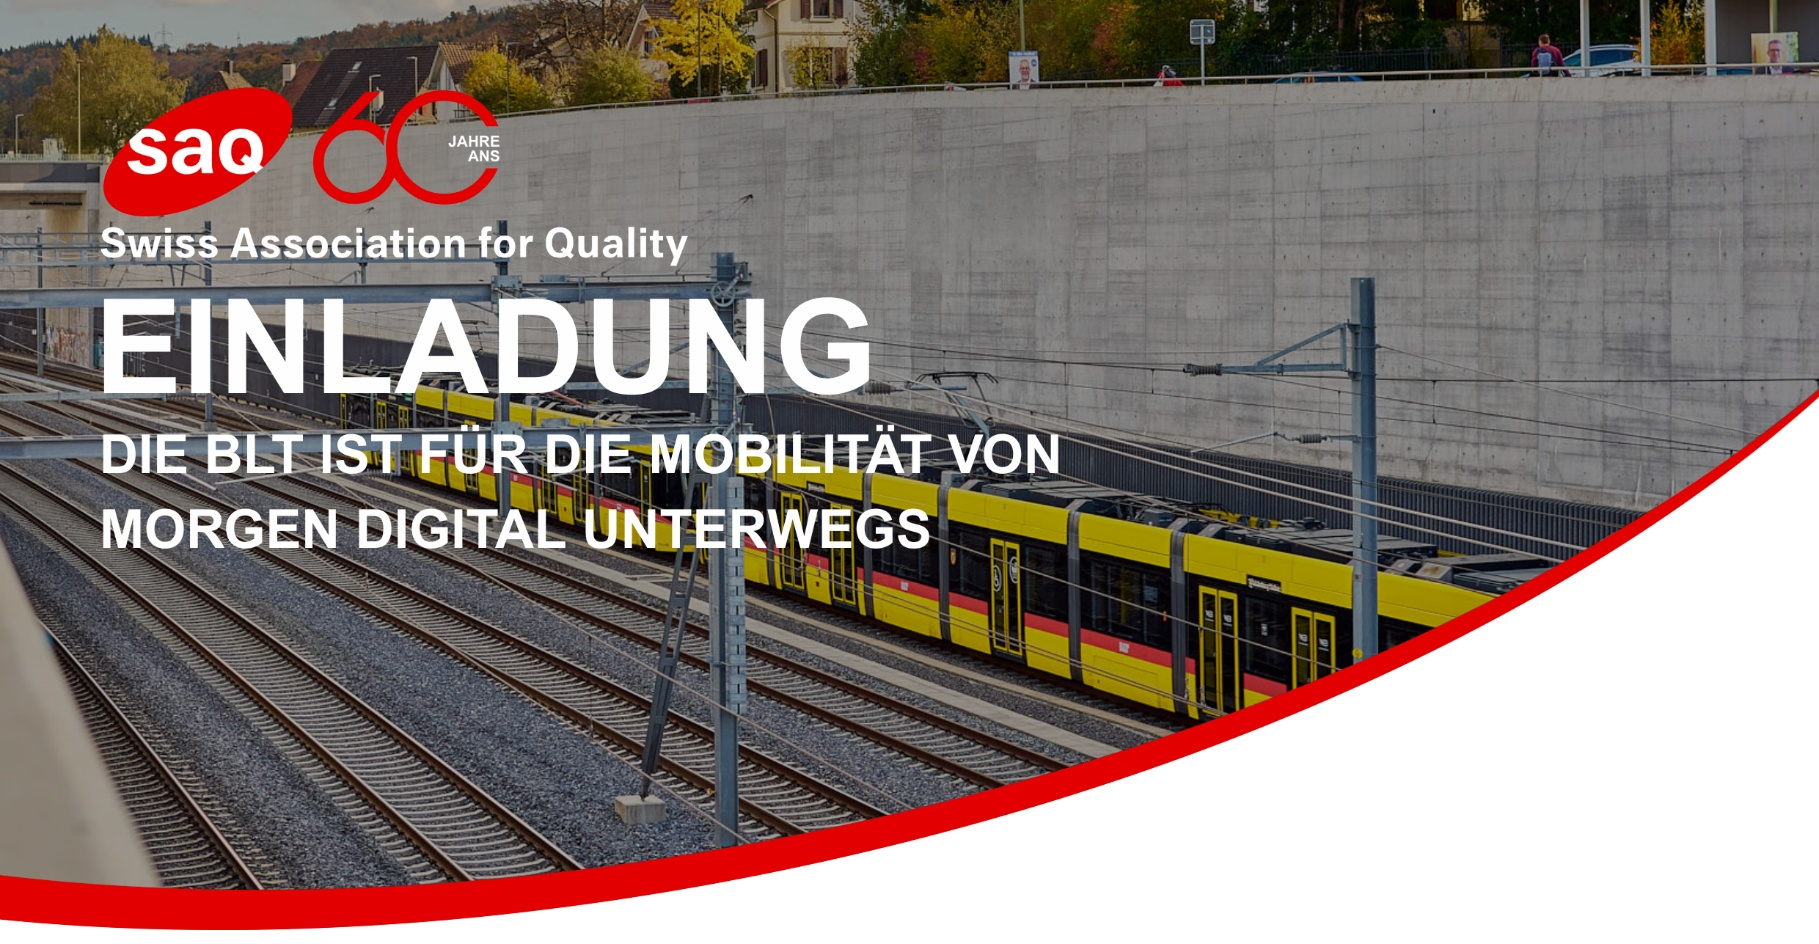 saQ
60
JAHRE
ANS
Swiss Association for Quality
EINLADUNG
DIE BLT IST FÜR DIE MOBILITÄT VON
MORGEN DIGITAL UNTERWEGS